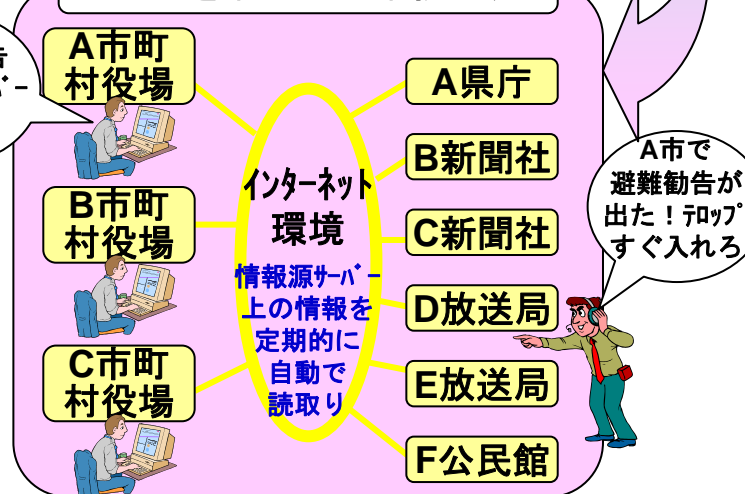 A市町
村役場
B市町
村役場
C市町
村役場
インターネット
環境
情報源サーバー
上の情報を
定期的に
自動で
読取り
A県庁
B新聞社
C新聞社
D放送局
E放送局
F公民館
A市で
避難勧告が
出た！テロップ
すぐ入れろ